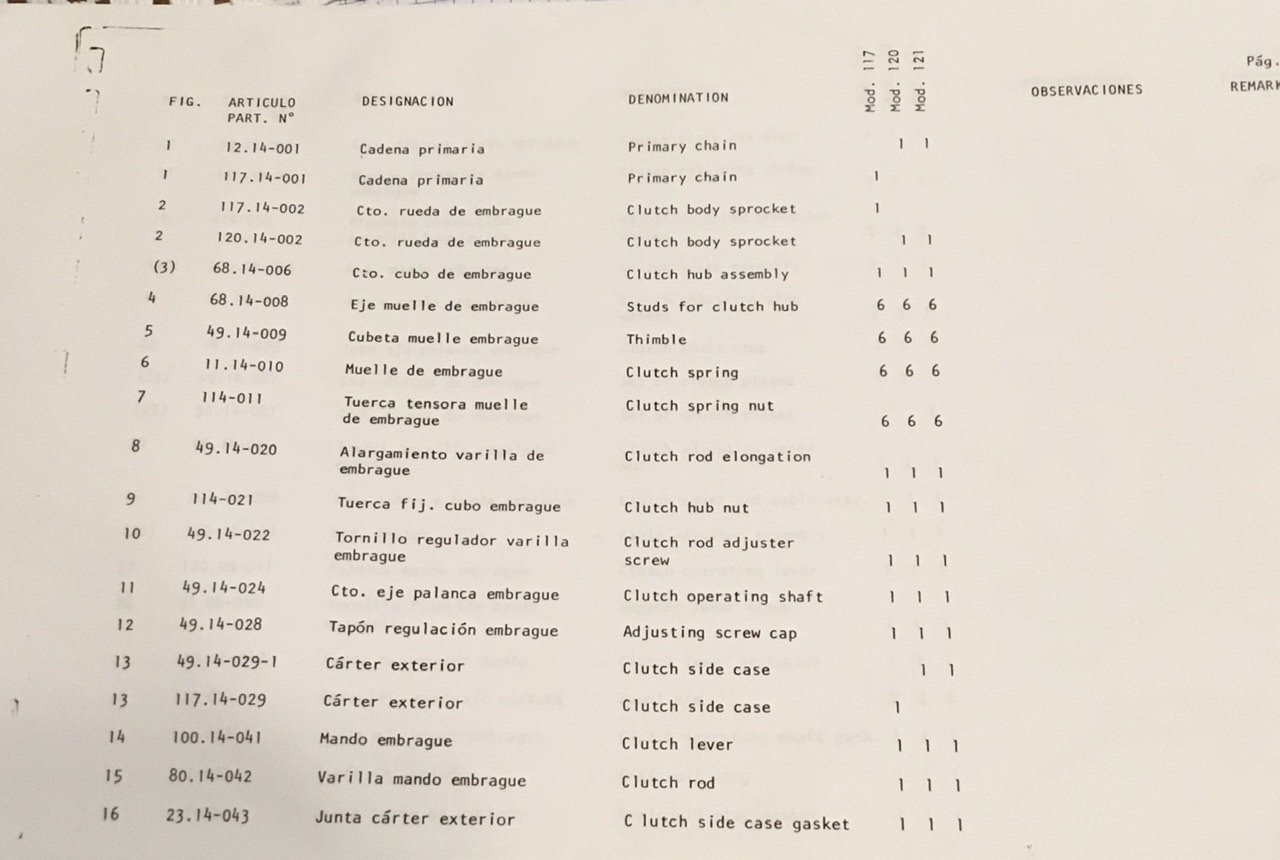 Mod. 117 Mod. 120 Mod. 121
Pág.
FIG. ARTICULO DESIGNACION DENOMINATION OBSERVACIONES REMARK
PART. N°
1 12.14-001 Cadena primaria Primary chain 1 1
1 117.14-001 Cadena primaria Primary chain 1
2 117.14-002 Cto. rueda de embrague Clutch body sprocket 1
2 120.14-002 Cto. rueda de embrague Clutch body sprocket 1 1
(3) 68.14-006 Cto. cubo de embrague Clutch hub assembly 1 1 1
4 68.14-008 Eje muelle de embrague Studs for clutch hub 6 6 6
5 49.14-009 Cubeta muelle embrague Thimble 6 6 6
6 11.14-010 Muelle de embrague Clutch spring 6 6 6
7 114-011 Tuerca tensora muelle Clutch spring nut
de embrague 6 6 6
8 49.14-020 Alargamiento varilla de Clutch rod elongation
embrague 1 1 1
9 114-021 Tuerca fij. cubo embrague Clutch hub nut 1 1 1
10 49.14-022 Tornillo regulador varilla Clutch rod adjuster
embrague screw 1 1 1
11 49.14-024 Cto. eje palanca embrague Clutch operating shaft 1 1 1
12 49.14-028 Tapón regulación embrague Adjusting screw cap 1 1 1
13 49.14-029-1 Cárter exterior Clutch side case 1 1
13 117.14-029 Cárter exterior Clutch side case 1
14 100.14-041 Mando embrague Clutch lever 1 1 1
15 80.14-042 Varilla mando embrague Clutch rod 1 1 1
16 23.14-043 Junta cárter exterior C lutch side case gasket 1 1 1